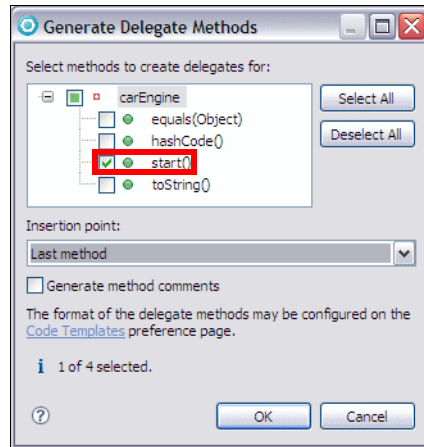 Generate Delegate Methods
Select methods to create delegates for:
carEngine
Select All
equals(Object)
hashCode()
Deselect All
start()
toString()
Insertion point:
Last method
Generate method comments
The format of the delegate methods may be configured on the
Code Templates preference page.
i 1 of 4 selected.
? OK Cancel